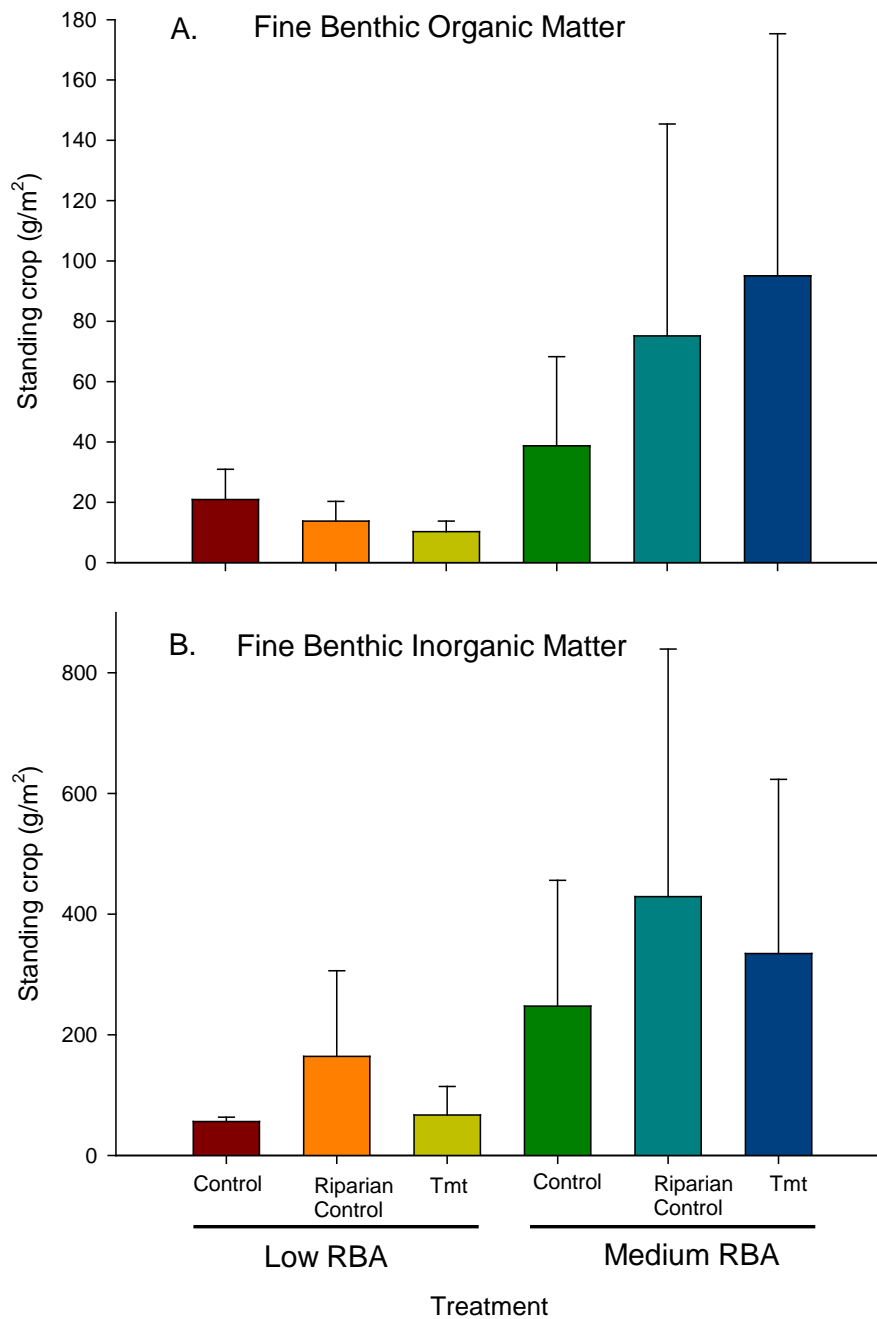 A. Fine Benthic Organic Matter
180
160
140
120
100
80
60
40
20
0
Standing crop (g/m²)
B. Fine Benthic Inorganic Matter
800
600
400
200
0
Standing crop (g/m²)
Control Riparian Control Tmt Control Riparian Control Tmt
Low RBA Medium RBA
Treatment